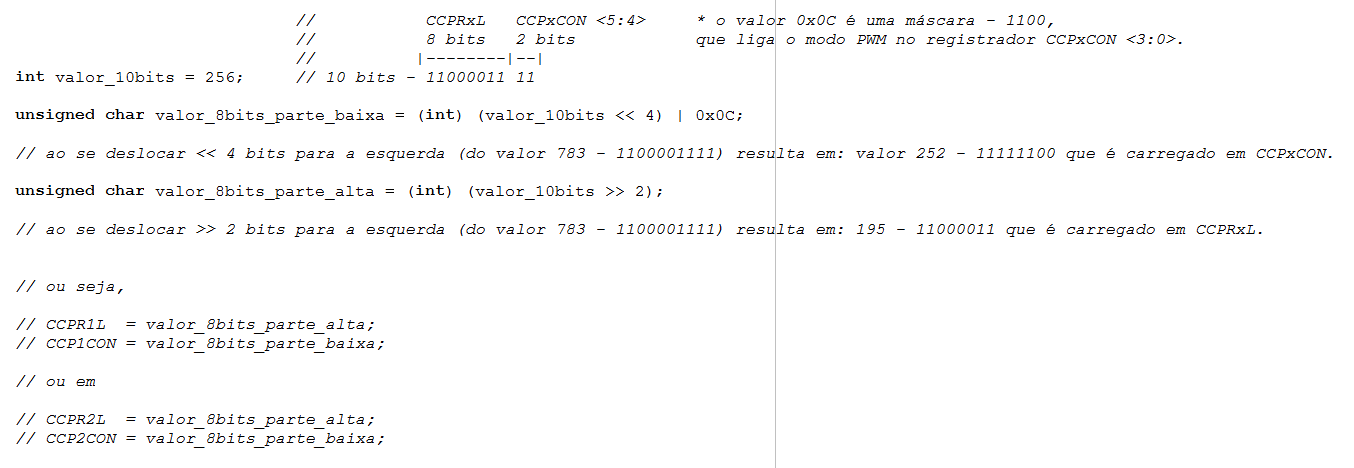 // CCPRxL CCPxCON <5:4> * o valor 0x0C é uma máscara - 1100,
// 8 bits 2 bits que liga o modo PWM no registrador CCPxCON <3:0>.
// |--------|--|
int valor_10bits = 256; // 10 bits - 11000011 11
unsigned char valor_8bits_parte_baixa = (int) (valor_10bits << 4) | 0x0C;
// ao se deslocar << 4 bits para a esquerda (do valor 783 - 1100001111) resulta em: valor 252 - 11111100 que é carregado em CCPxCON.
unsigned char valor_8bits_parte_alta = (int) (valor_10bits >> 2);
// ao se deslocar >> 2 bits para a esquerda (do valor 783 - 1100001111) resulta em: 195 - 11000011 que é carregado em CCPRxL.
// ou seja,
// CCPR1L = valor_8bits_parte_alta;
// CCP1CON = valor_8bits_parte_baixa;
// ou em
// CCPR2L = valor_8bits_parte_alta;
// CCP2CON = valor_8bits_parte_baixa;